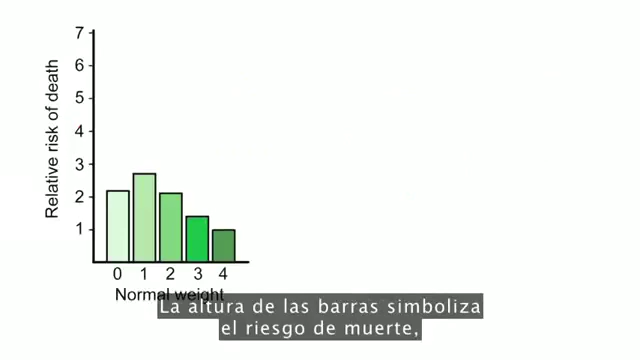 7
6
5
4
3
2
1
Relative risk of death
0 1 2 3 4
Normal weight
La altura de las barras simboliza
el riesgo de muerte,